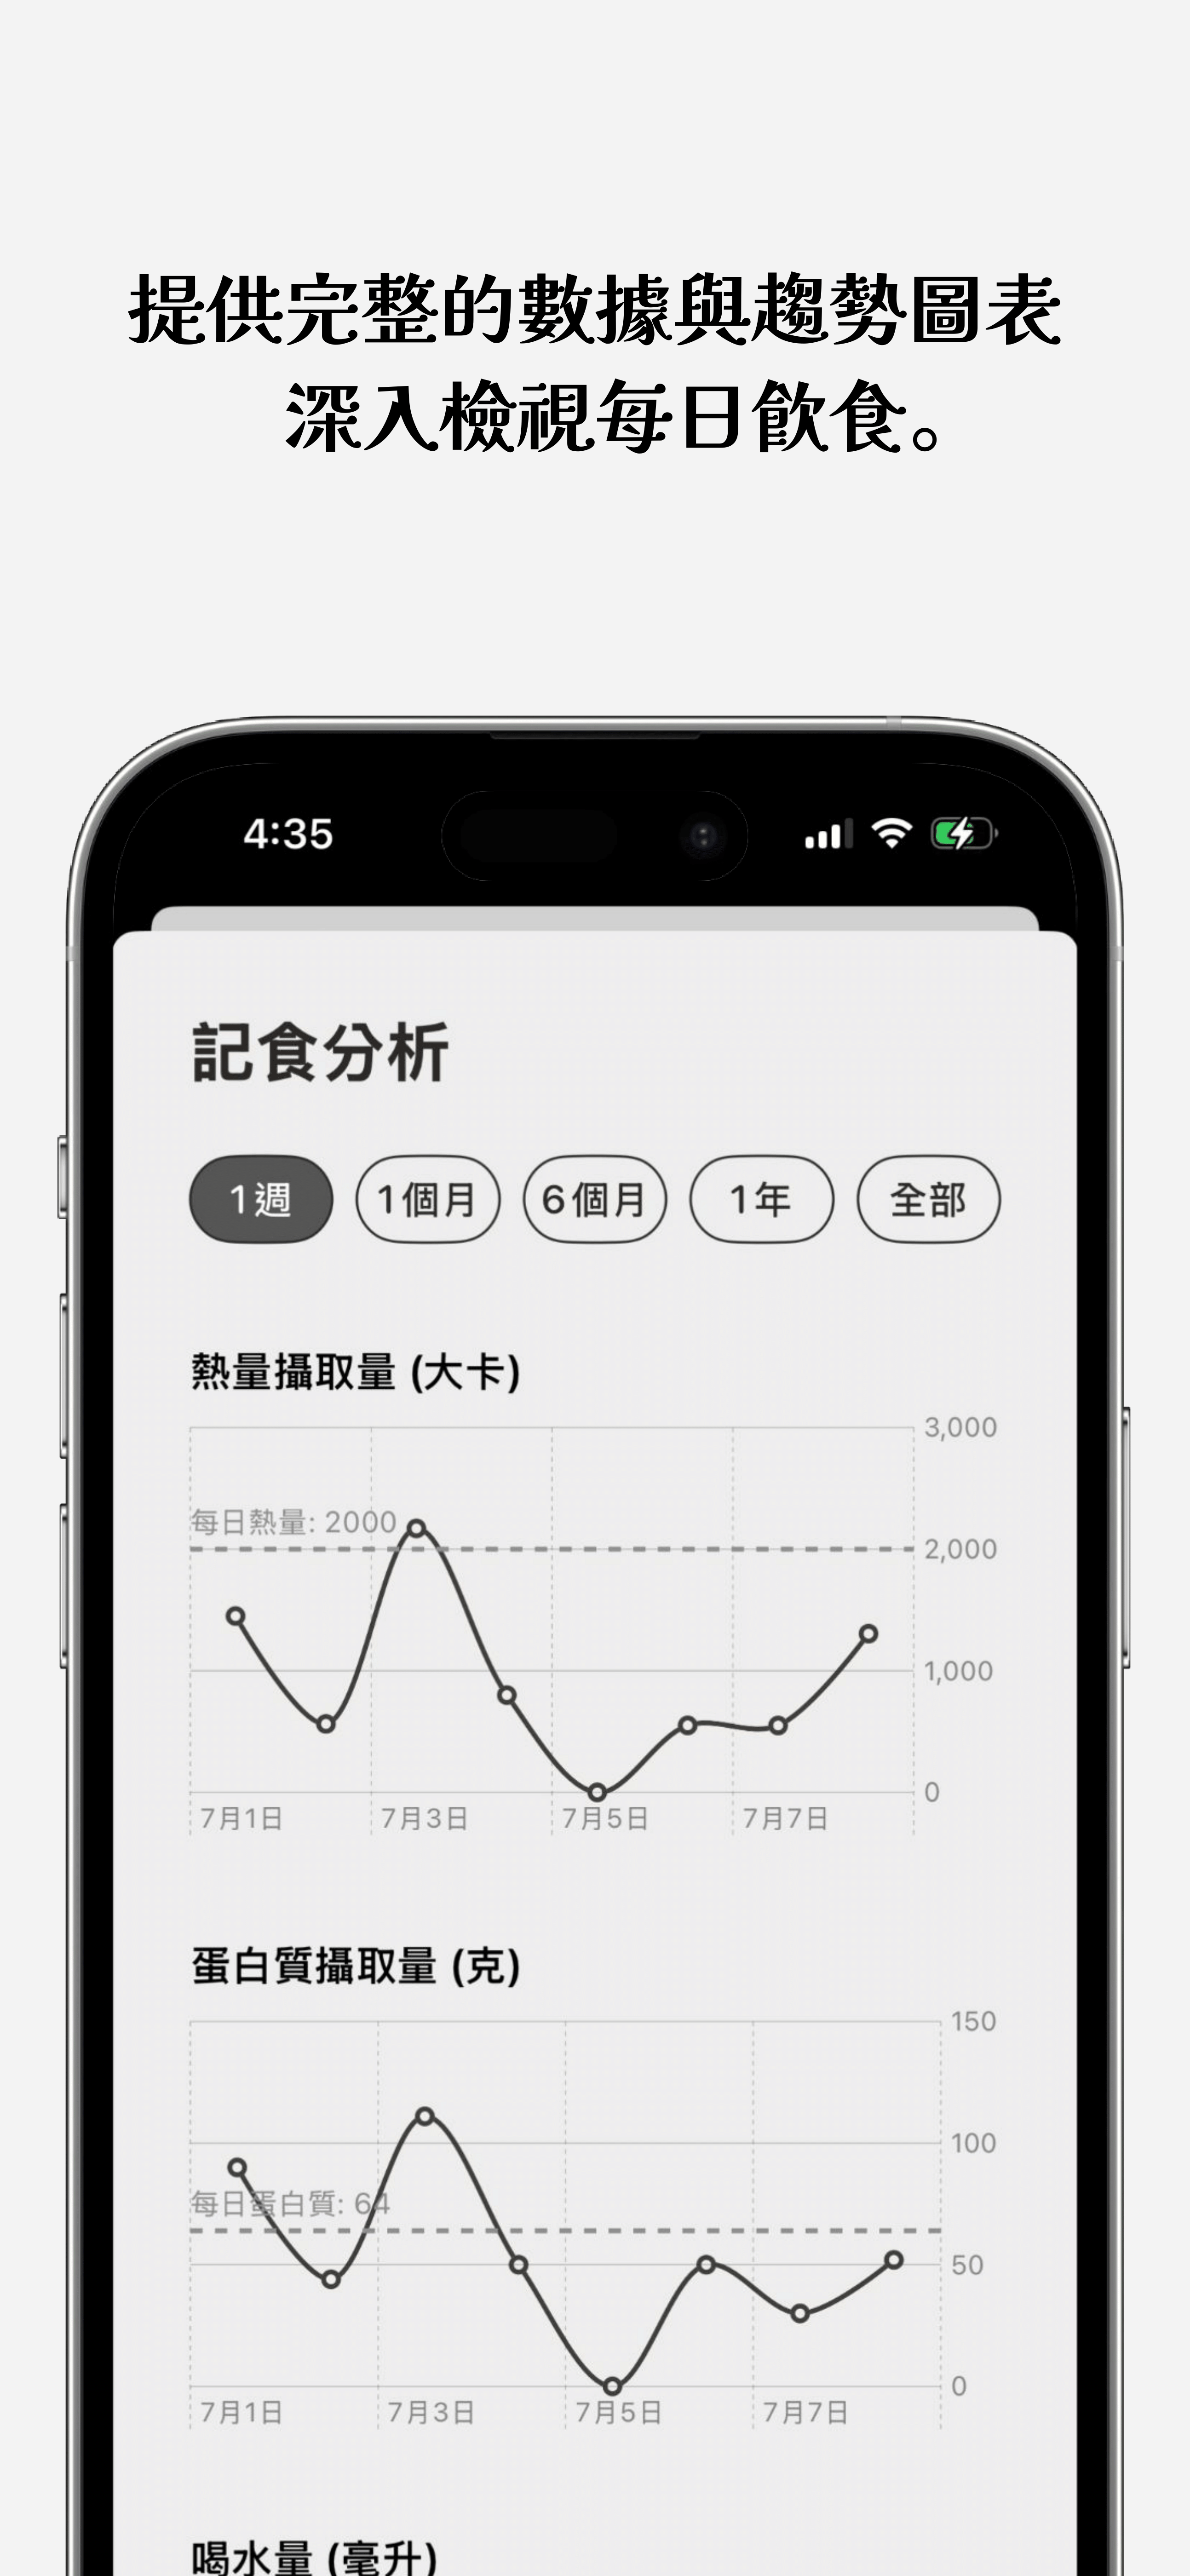 提供完整的數據與趨勢圖表
深入檢視每日飲食。
4:35
記食分析
1週
1個月
6個月
1年
全部
熱量攝取量 (大卡)
3,000
每日熱量: 2000
2,000
1,000
0
7月1日
7月3日
7月5日
7月7日
蛋白質攝取量 (克)
150
100
每日蛋白質: 64
50
0
7月1日
7月3日
7月5日
7月7日
喝水量 (毫升)